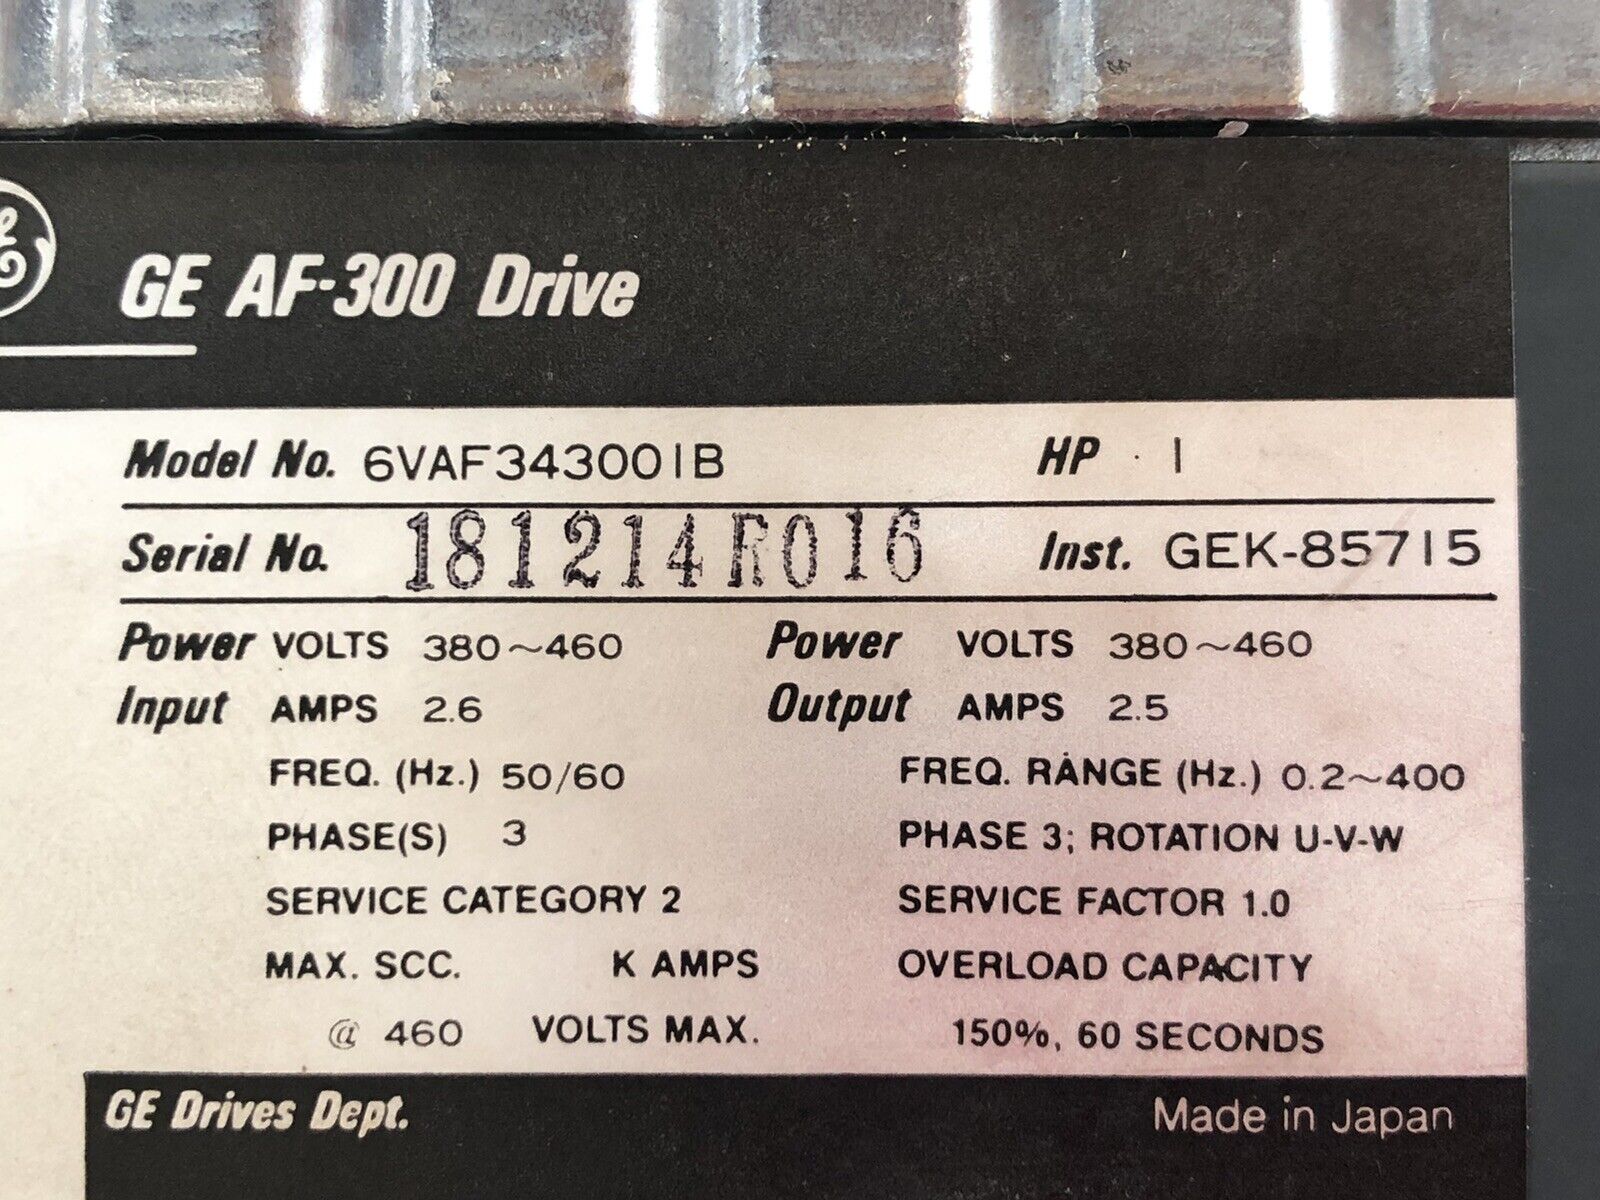 GE AF-300 Drive
Model No. 6VAF343001B HP 1
Serial No. 181214R016 Inst. GEK-85715
Power VOLTS 380~460 Power VOLTS 380~460
Input AMPS 2.6 Output AMPS 2.5
FREQ. (Hz.) 50/60 FREQ. RANGE (Hz.) 0.2~400
PHASE(S) 3 PHASE 3; ROTATION U-V-W
SERVICE CATEGORY 2 SERVICE FACTOR 1.0
MAX. SCC. K AMPS OVERLOAD CAPACITY
@ 460 VOLTS MAX. 150%, 60 SECONDS
GE Drives Dept. Made in Japan